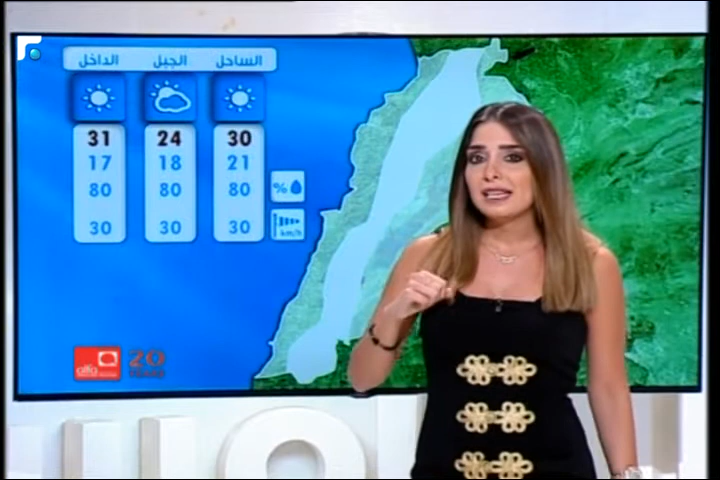 الساحل الجبل الداخل
30 24 31
21 18 17
80 80 80 %
30 30 30 km/h
alfa 20